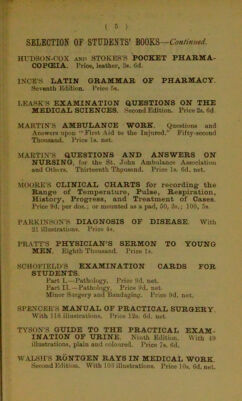 ( 5 )
SELECTION OF STUDENTS' BOOKS—Continued.
HUDSON-COX AND STOKES'S POCKET PHARMA-
COPŒIA. Price, leather, 3s. 6d.
INCE'S LATIN GRAMMAR OF PHARMACY.
Seventh Edition. Price 5s.
LEASK'S EXAMINATION QUESTIONS ON THE
MEDICAL SCIENCES. Second Edition. Price 2s. 6d.
MARTIN'S AMBULANCE WORK. Questions and
Answers upon "First Aid to the Injured." Fifty-second
Thousand. Price 1s. net.
MARTIN'S QUESTIONS AND ANSWERS ON
NURSING, for the St. John Ambulance Association
and Others. Thirteenth Thousand. Price 1s. 6d. net.
MOORE'S CLINICAL CHARTS for recording the
Range of Temperature, Pulse, Respiration,
History, Progress, and Treatment of Cases.
Price 9d. per doz.; or mounted as a pad, 50, 3s.; 100, 5s.
PARKINSON'S DIAGNOSIS OF DISEASE. With
21 illustrations. Price 4s.
PRATT'S PHYSICIAN'S SERMON TO YOUNG
MEN. Eighth Thousand. Price 1s.
SCHOFIELD'S EXAMINATION CARDS FOR
STUDENTS.
Part I.—Pathology. Price 9d. net.
Part II.—Pathology. Price 9d. net.
Minor Surgery and Bandaging. Price 9d. net.
SPENCER'S MANUAL OF PRACTICAL SURGERY.
With 118 illustrations. Price 12s. 6d. net.
TYSON'S GUIDE TO THE PRACTICAL EXAM-
INATION OF URINE. Ninth Edition. With 49
illustrations, plain and coloured. Price 7s. 6d.
WALSH'S RÖNTGEN RAYS IN MEDICAL WORK.
Second Edition. With 103 illustrations. Price 10s. 6d. net.